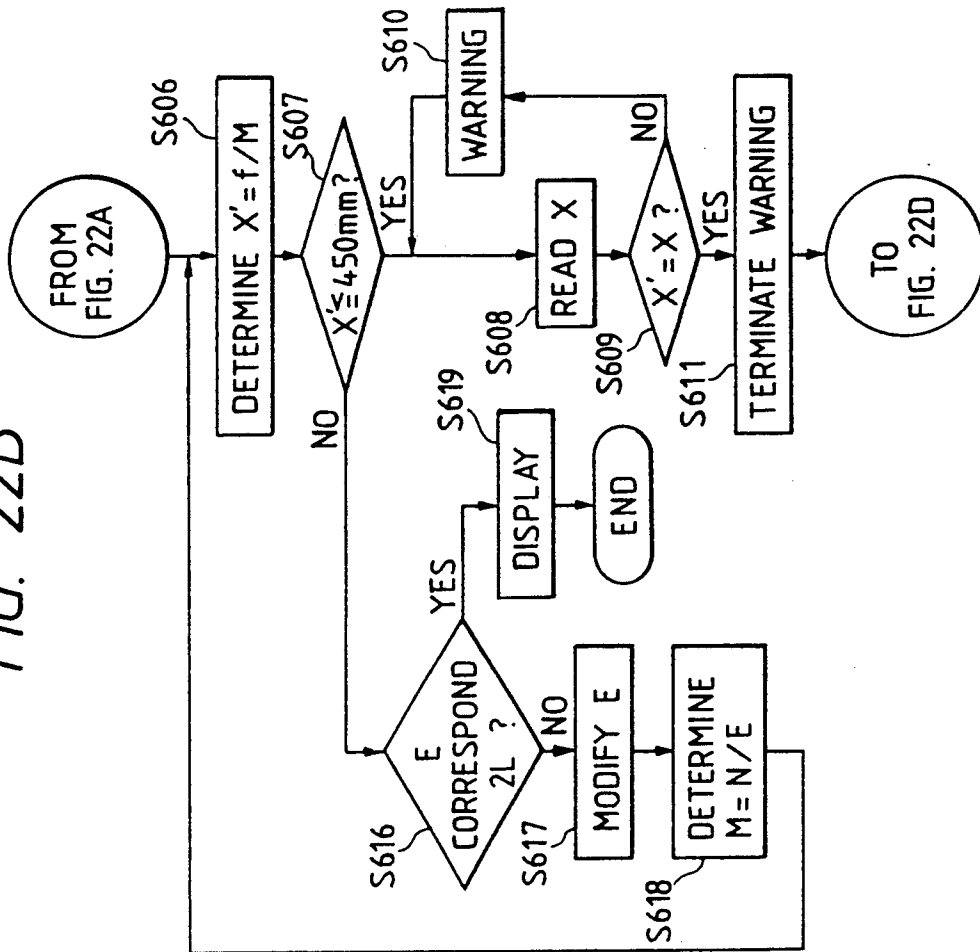 FIG. 22B
FROM
FIG. 22A
S606
DETERMINE X'=f/M
S607
X'≦450mm?
NO
YES
S610
WARNING
S608
READ X
S609
X'=X ?
NO
YES
S611
TERMINATE WARNING
TO
FIG. 22D
S616
E
CORRESPOND
2L ?
YES
NO
S619
DISPLAY
END
S617
MODIFY E
S618
DETERMINE
M=N/E